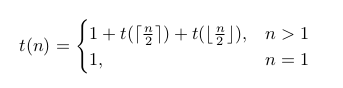 t(n) = { 1 + t(⌈n/2⌉) + t(⌊n/2⌋), n > 1
1, n = 1